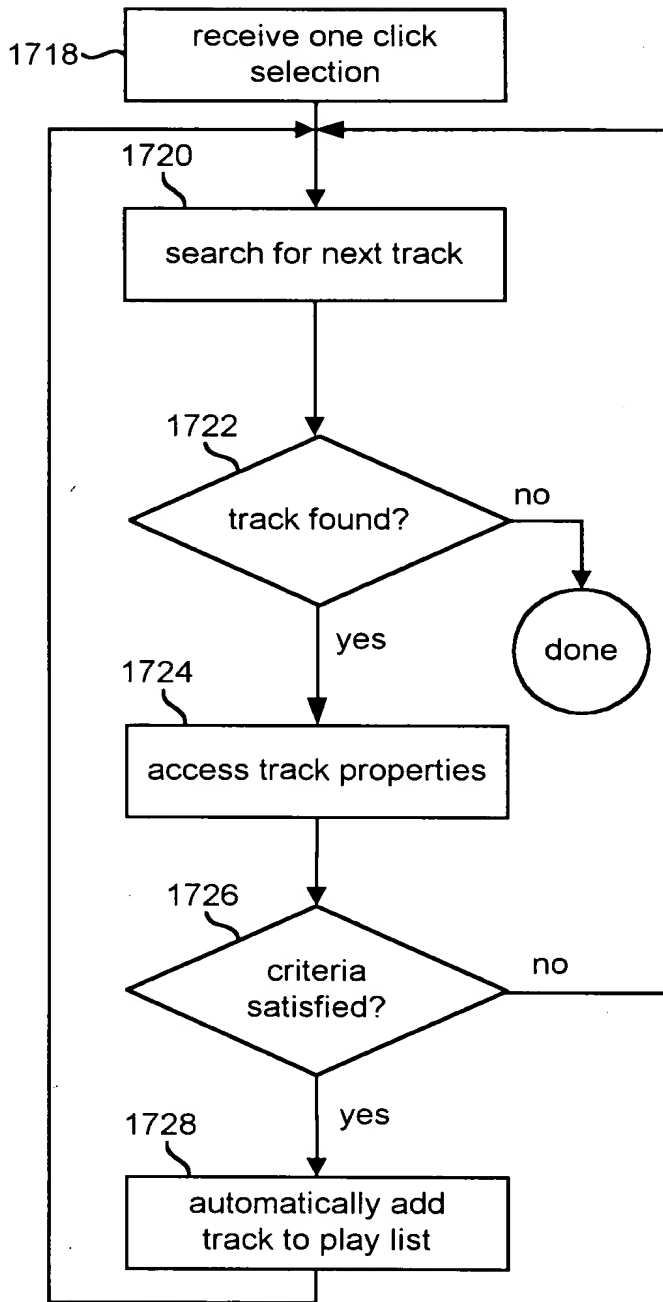 1718
receive one click
selection
1720
search for next track
1722
track found?
no
yes
done
1724
access track properties
1726
criteria
satisfied?
no
yes
1728
automatically add
track to play list